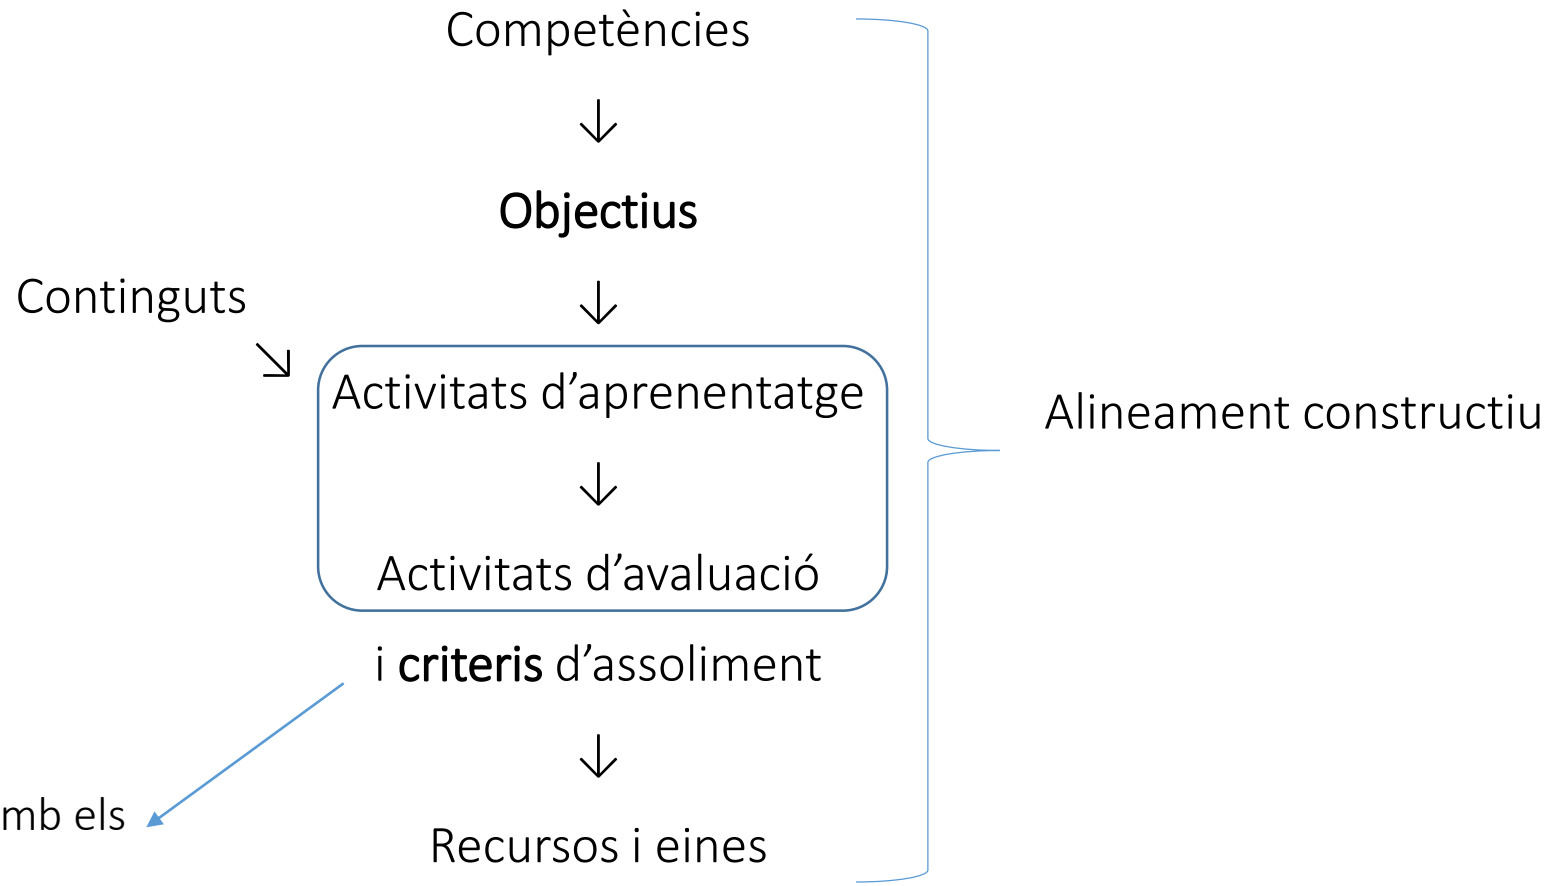 Competències
Objectius
Continguts
Activitats d’aprenentatge
Alineament constructiu
Activitats d’avaluació
i criteris d’assoliment
mb els
Recursos i eines